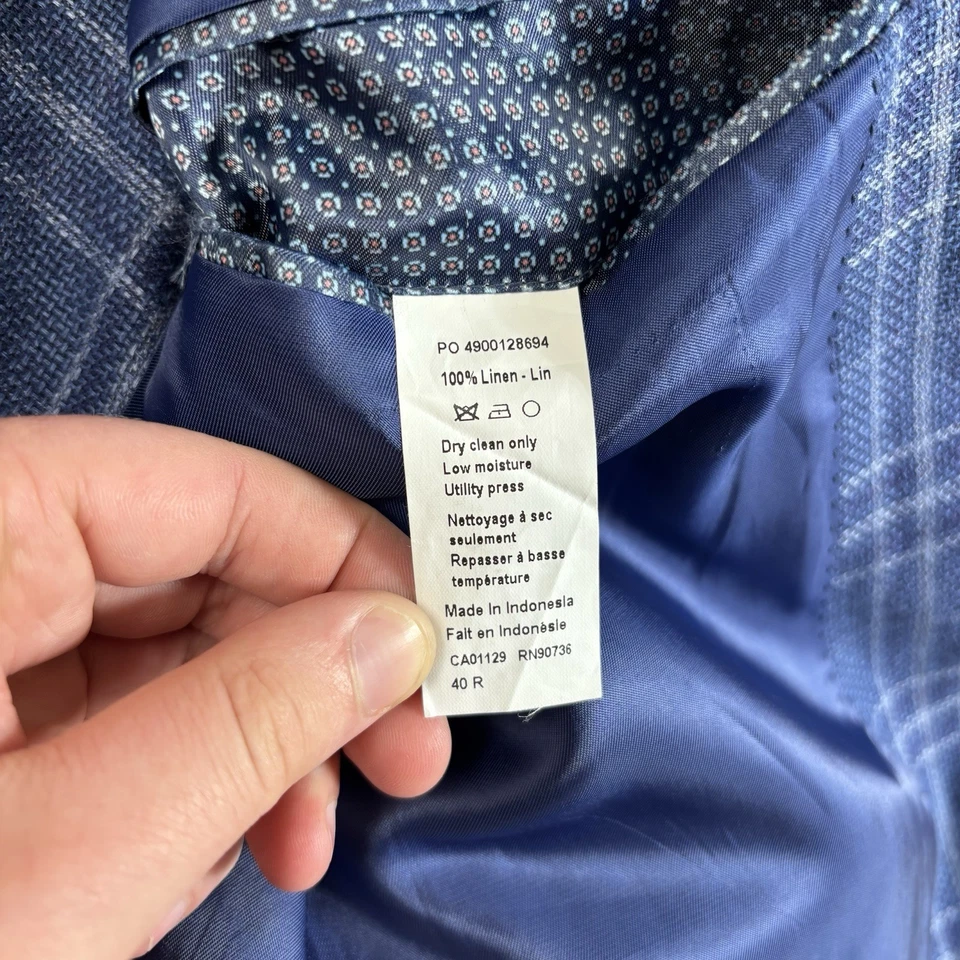 PO 4900128694
100% Linen - Lin
Dry clean only
Low moisture
Utility press
Nettoyage à sec
seulement
Repasser à basse
température
Made In Indonesia
Fait en Indonésie
CA01129 RN90736
40 R